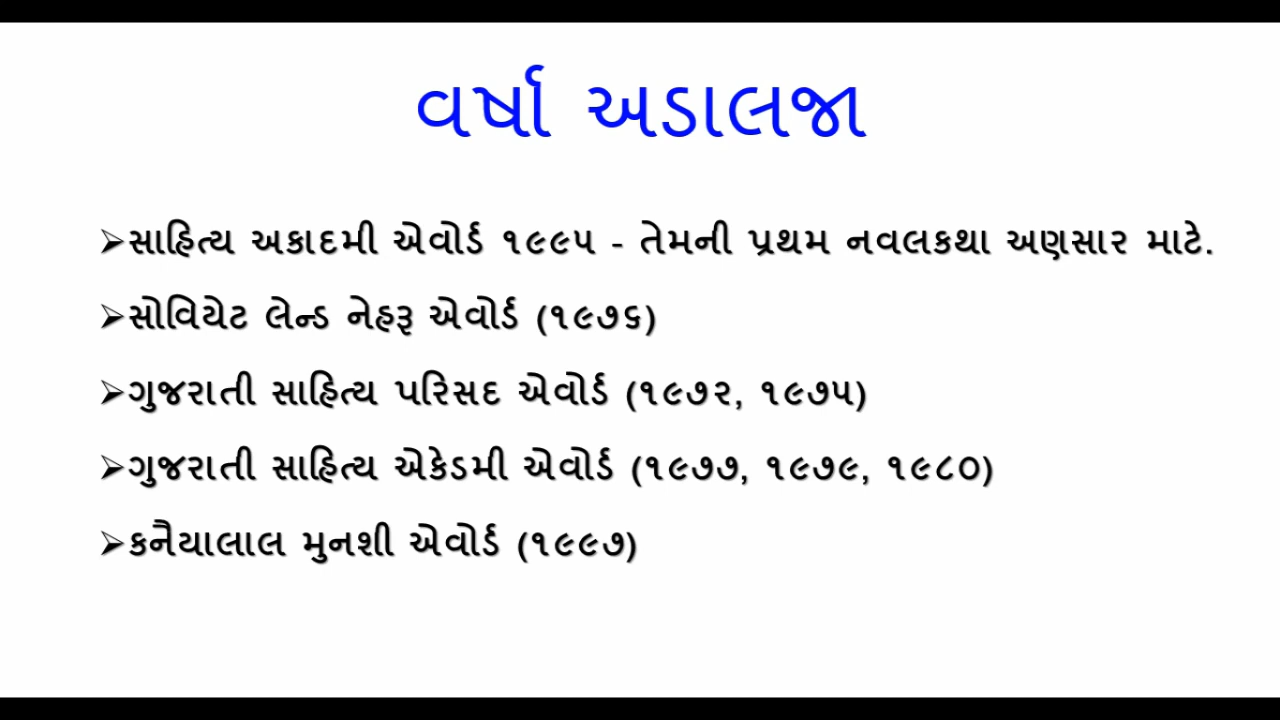 વર્ષા અડાલજા
➢સાહિત્ય અકાદમી એવોર્ડ ૧૯૯૫ - તેમની પ્રથમ નવલકથા અણસાર માટે.
➢સોવિયેટ લેન્ડ નેહરૂ એવોર્ડ (૧૯૭૬)
➢ગુજરાતી સાહિત્ય પરિસદ એવોર્ડ (૧૯૭૨, ૧૯૭૫)
➢ગુજરાતી સાહિત્ય એકેડમી એવોર્ડ (૧૯૭૭, ૧૯૭૯, ૧૯૮૦)
➢કનૈયાલાલ મુનશી એવોર્ડ (૧૯૯૭)